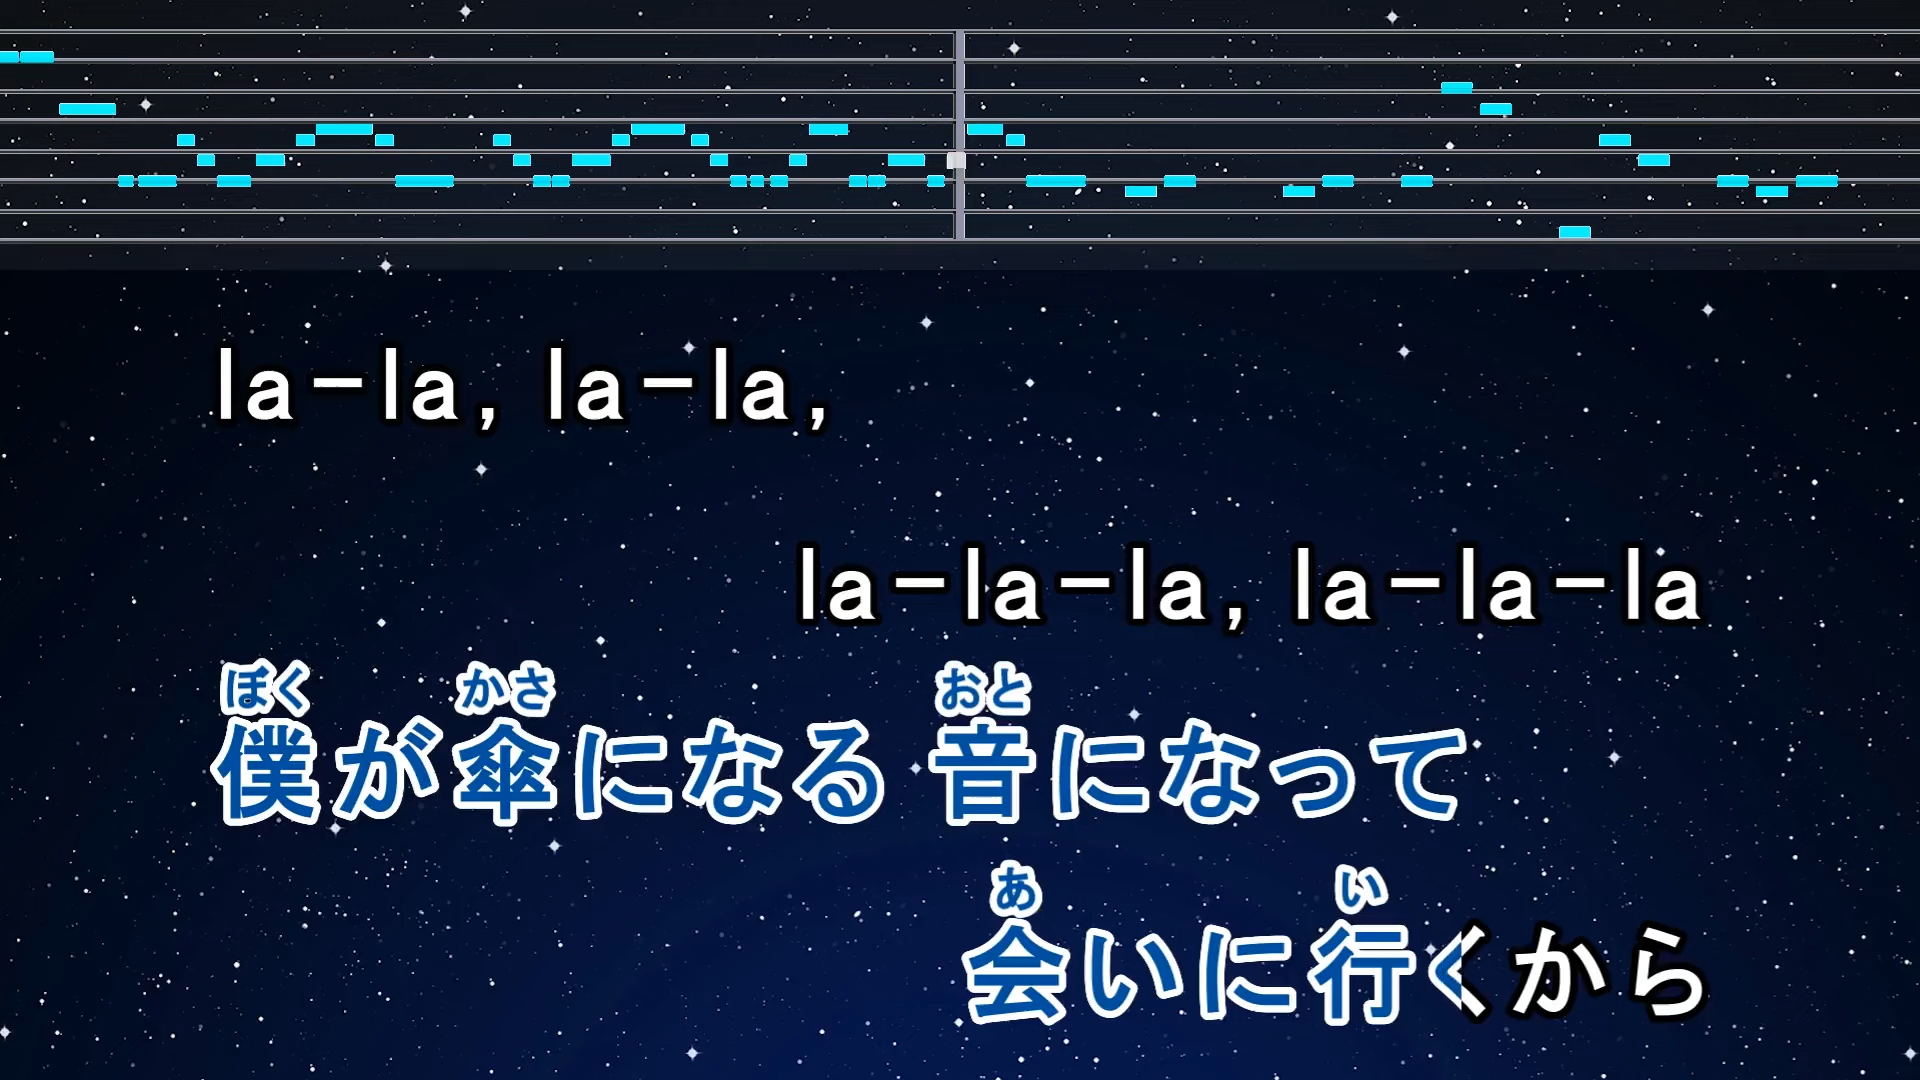 la-la, la-la,
la-la-la, la-la-la
ぼく かさ おと
僕が傘になる 音になって
あ い
会いに行くから